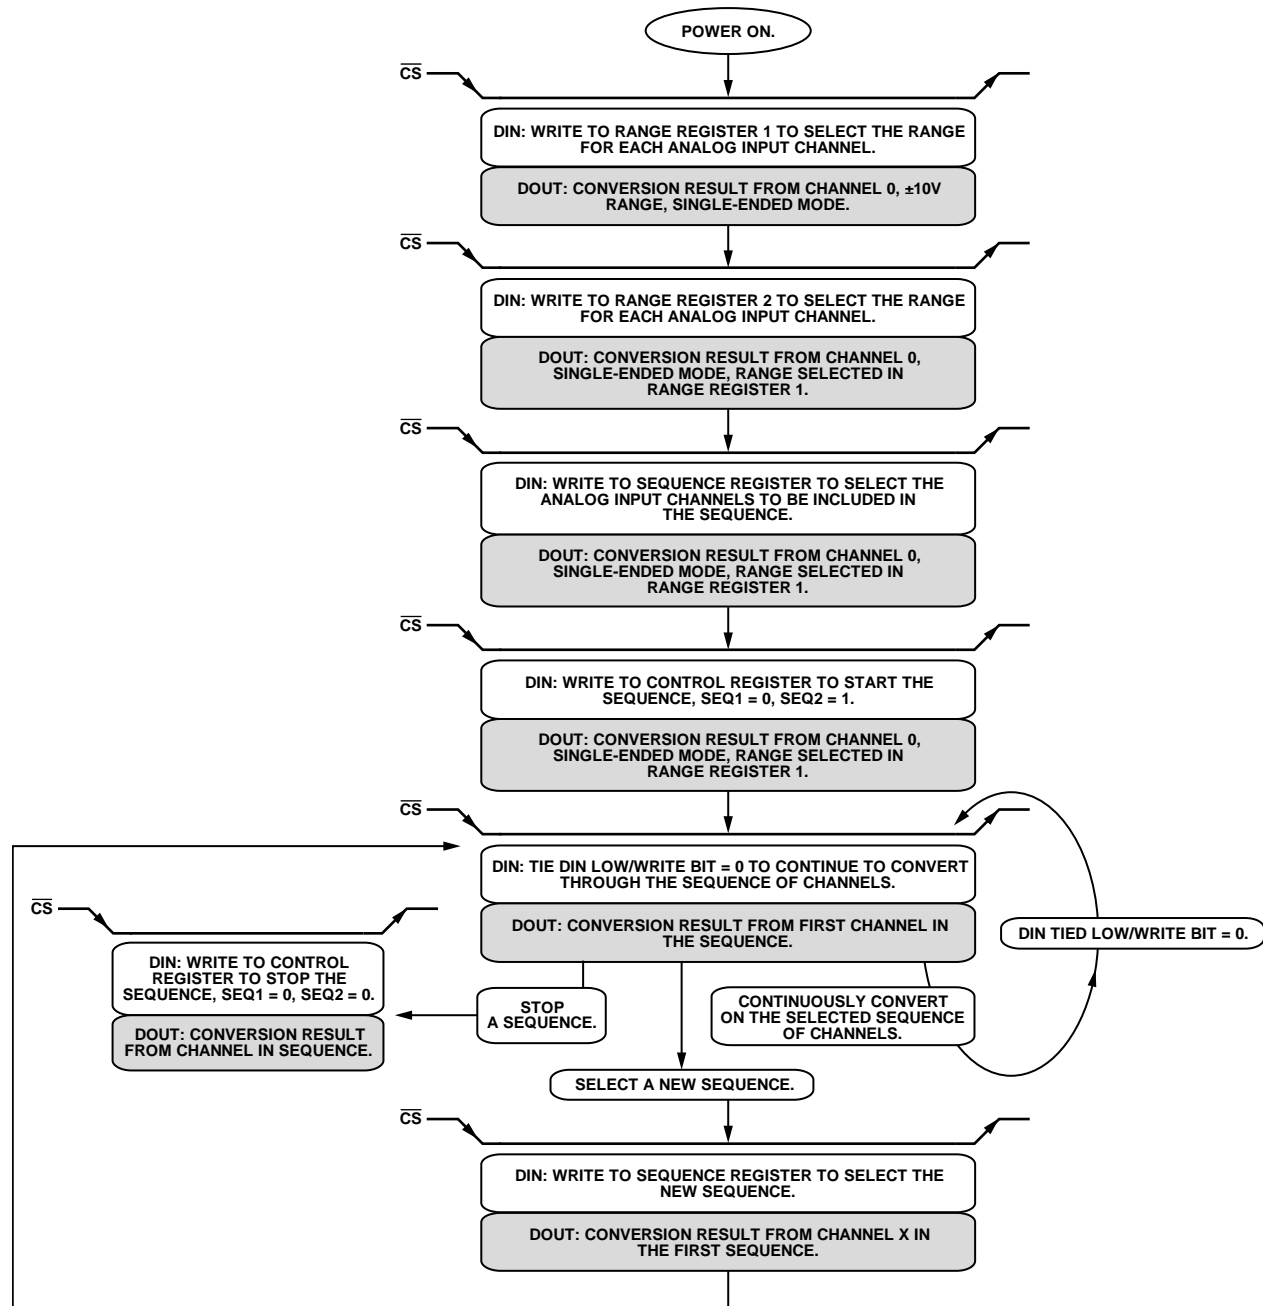 POWER ON.
CS
DIN: WRITE TO RANGE REGISTER 1 TO SELECT THE RANGE
FOR EACH ANALOG INPUT CHANNEL.
DOUT: CONVERSION RESULT FROM CHANNEL 0, ±10V
RANGE, SINGLE-ENDED MODE.
CS
DIN: WRITE TO RANGE REGISTER 2 TO SELECT THE RANGE
FOR EACH ANALOG INPUT CHANNEL.
DOUT: CONVERSION RESULT FROM CHANNEL 0,
SINGLE-ENDED MODE, RANGE SELECTED IN
RANGE REGISTER 1.
CS
DIN: WRITE TO SEQUENCE REGISTER TO SELECT THE
ANALOG INPUT CHANNELS TO BE INCLUDED IN
THE SEQUENCE.
DOUT: CONVERSION RESULT FROM CHANNEL 0,
SINGLE-ENDED MODE, RANGE SELECTED IN
RANGE REGISTER 1.
CS
DIN: WRITE TO CONTROL REGISTER TO START THE
SEQUENCE, SEQ1 = 0, SEQ2 = 1.
DOUT: CONVERSION RESULT FROM CHANNEL 0,
SINGLE-ENDED MODE, RANGE SELECTED IN
RANGE REGISTER 1.
CS
DIN: TIE DIN LOW/WRITE BIT = 0 TO CONTINUE TO CONVERT
THROUGH THE SEQUENCE OF CHANNELS.
DOUT: CONVERSION RESULT FROM FIRST CHANNEL IN
THE SEQUENCE.
DIN TIED LOW/WRITE BIT = 0.
CS
DIN: WRITE TO CONTROL
REGISTER TO STOP THE
SEQUENCE, SEQ1 = 0, SEQ2 = 0.
DOUT: CONVERSION RESULT
FROM CHANNEL IN SEQUENCE.
STOP
A SEQUENCE.
CONTINUOUSLY CONVERT
ON THE SELECTED SEQUENCE
OF CHANNELS.
SELECT A NEW SEQUENCE.
CS
DIN: WRITE TO SEQUENCE REGISTER TO SELECT THE
NEW SEQUENCE.
DOUT: CONVERSION RESULT FROM CHANNEL X IN
THE FIRST SEQUENCE.